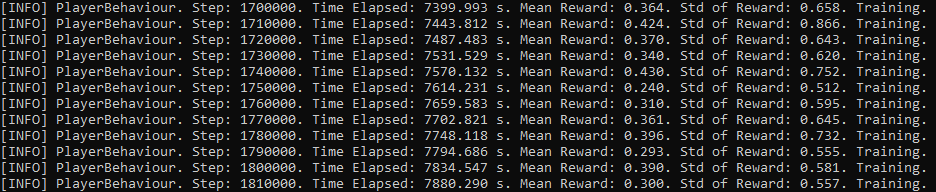 [INFO] PlayerBehaviour. Step: 1700000. Time Elapsed: 7399.993 s. Mean Reward: 0.364. Std of Reward: 0.658. Training.
[INFO] PlayerBehaviour. Step: 1710000. Time Elapsed: 7443.812 s. Mean Reward: 0.424. Std of Reward: 0.866. Training.
[INFO] PlayerBehaviour. Step: 1720000. Time Elapsed: 7487.483 s. Mean Reward: 0.370. Std of Reward: 0.643. Training.
[INFO] PlayerBehaviour. Step: 1730000. Time Elapsed: 7531.529 s. Mean Reward: 0.340. Std of Reward: 0.620. Training.
[INFO] PlayerBehaviour. Step: 1740000. Time Elapsed: 7570.132 s. Mean Reward: 0.430. Std of Reward: 0.752. Training.
[INFO] PlayerBehaviour. Step: 1750000. Time Elapsed: 7614.231 s. Mean Reward: 0.240. Std of Reward: 0.512. Training.
[INFO] PlayerBehaviour. Step: 1760000. Time Elapsed: 7659.583 s. Mean Reward: 0.310. Std of Reward: 0.595. Training.
[INFO] PlayerBehaviour. Step: 1770000. Time Elapsed: 7702.821 s. Mean Reward: 0.361. Std of Reward: 0.645. Training.
[INFO] PlayerBehaviour. Step: 1780000. Time Elapsed: 7748.118 s. Mean Reward: 0.396. Std of Reward: 0.732. Training.
[INFO] PlayerBehaviour. Step: 1790000. Time Elapsed: 7794.686 s. Mean Reward: 0.293. Std of Reward: 0.555. Training.
[INFO] PlayerBehaviour. Step: 1800000. Time Elapsed: 7834.547 s. Mean Reward: 0.390. Std of Reward: 0.581. Training.
[INFO] PlayerBehaviour. Step: 1810000. Time Elapsed: 7880.290 s. Mean Reward: 0.300. Std of Reward: 0.557. Training.